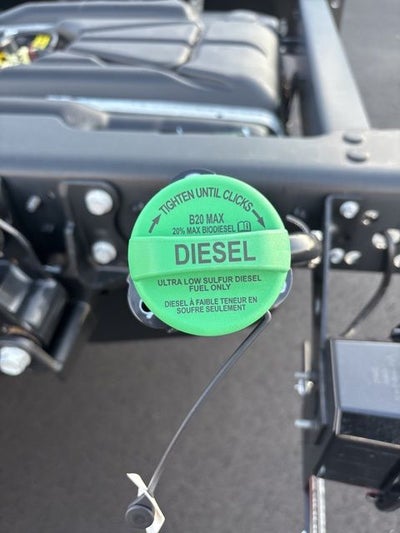 TIGHTEN UNTIL CLICKS
B20 MAX
20% MAX BIODIESEL
DIESEL
ULTRA LOW SULFUR DIESEL
FUEL ONLY
DIESEL À FAIBLE TENEUR EN
SOUFRE SEULEMENT